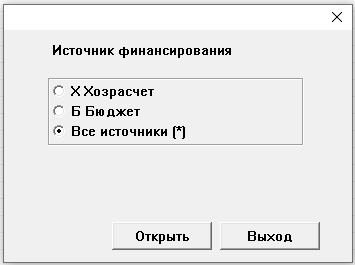 Источник финансирования
Х Хозрасчет
Б Бюджет
Все источники (*)
Открыть
Выход